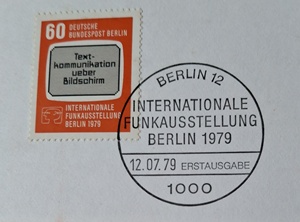 60 DEUTSCHE
BUNDESPOST BERLIN
Text-
kommunikation
ueber
Bildschirm
INTERNATIONALE
FUNKAUSSTELLUNG
BERLIN 1979
BERLIN 12
INTERNATIONALE
FUNKAUSSTELLUNG
BERLIN 1979
12.07.79 ERSTAUSGABE
1000